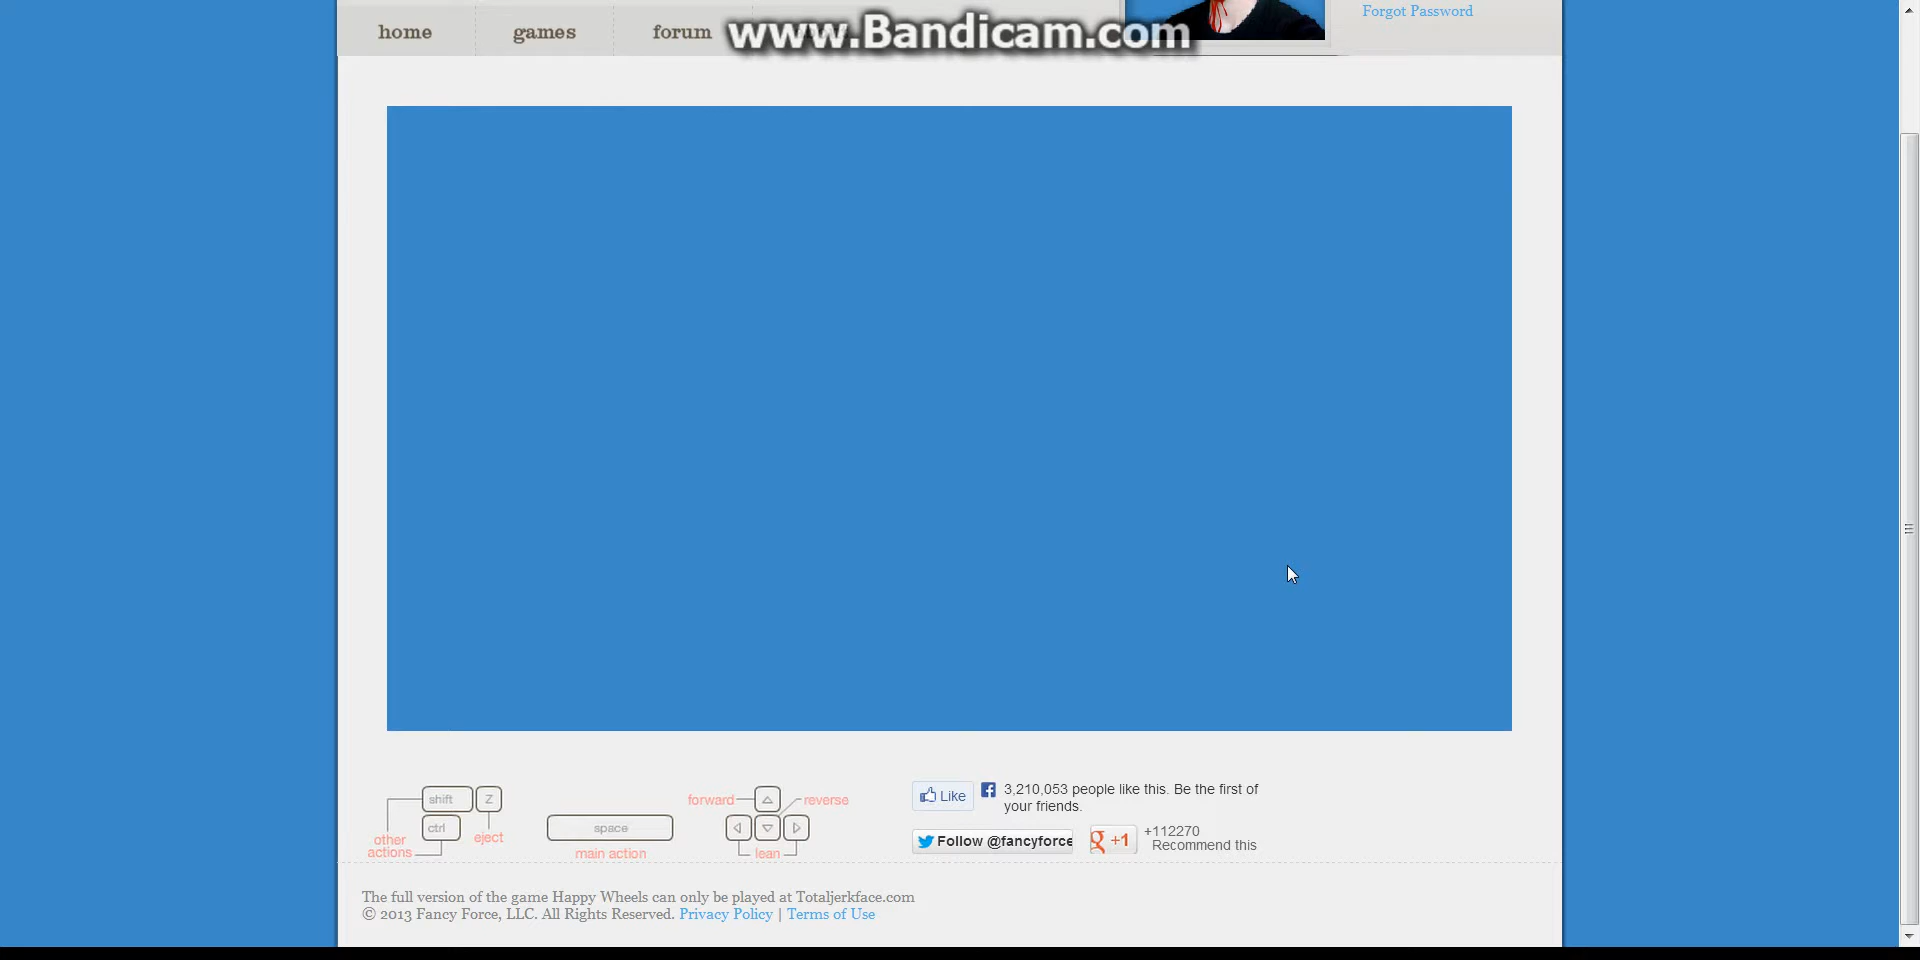 Forgot Password
home games forum
www.Bandicam.com
shift Z
ctrl
other
actions
eject
space
main action
forward
reverse
lean
Like
3,210,053 people like this. Be the first of
your friends.
Follow @fancyforce
g +1
+112270
Recommend this
The full version of the game Happy Wheels can only be played at Totaljerkface.com
© 2013 Fancy Force, LLC. All Rights Reserved. Privacy Policy | Terms of Use